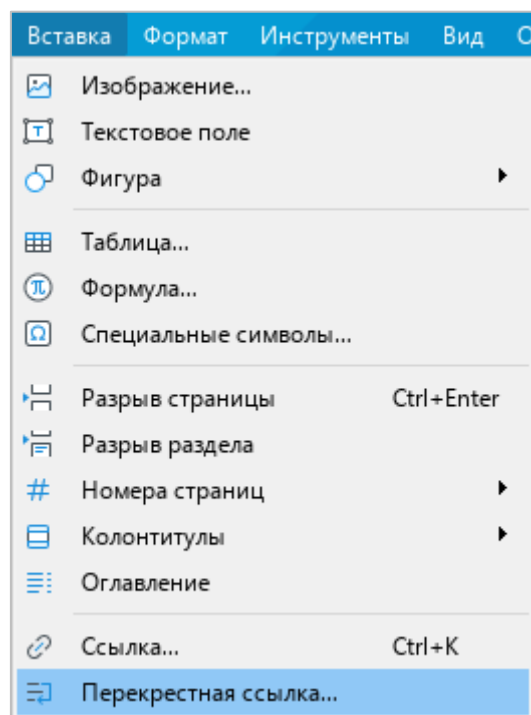 Вставка Формат Инструменты Вид
Изображение...
Текстовое поле
Фигура
Таблица...
Формула...
Специальные символы...
Разрыв страницы Ctrl+Enter
Разрыв раздела
Номера страниц
Колонтитулы
Оглавление
Ссылка... Ctrl+K
Перекрестная ссылка...